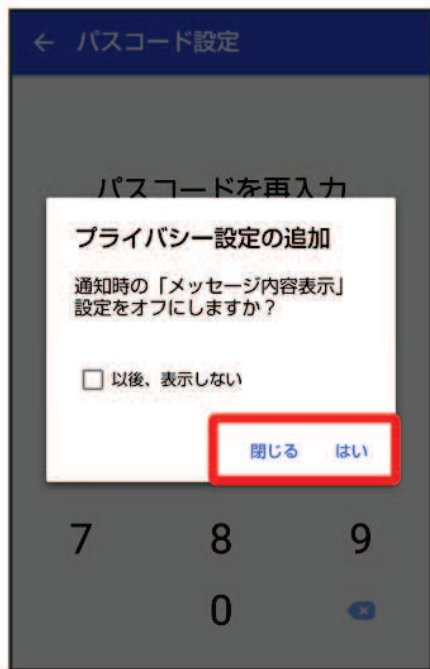 ← パスコード設定
パスコードを再入力
プライバシー設定の追加
通知時の「メッセージ内容表示」
設定をオフにしますか？
以後、表示しない
閉じる はい
7 8 9
0